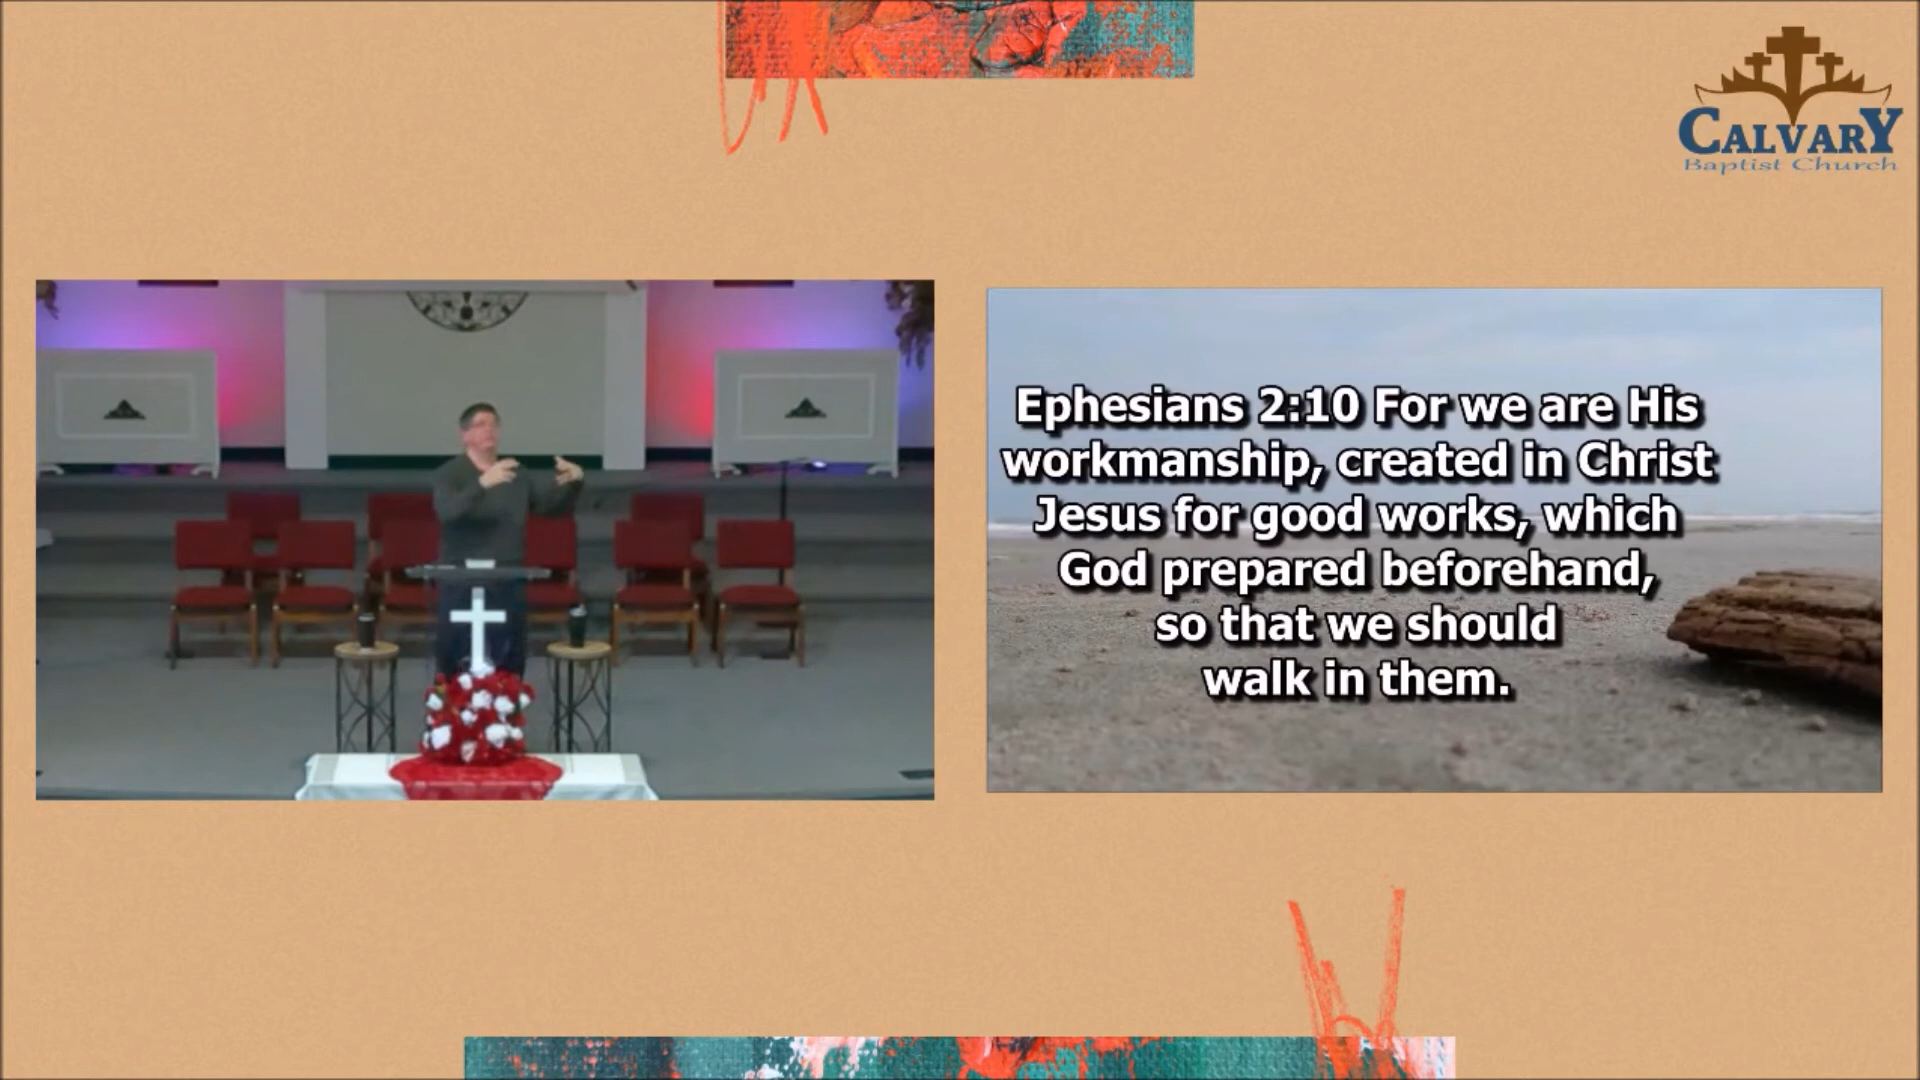 CALVARY
Baptist Church
Ephesians 2:10 For we are His
workmanship, created in Christ
Jesus for good works, which
God prepared beforehand,
so that we should
walk in them.